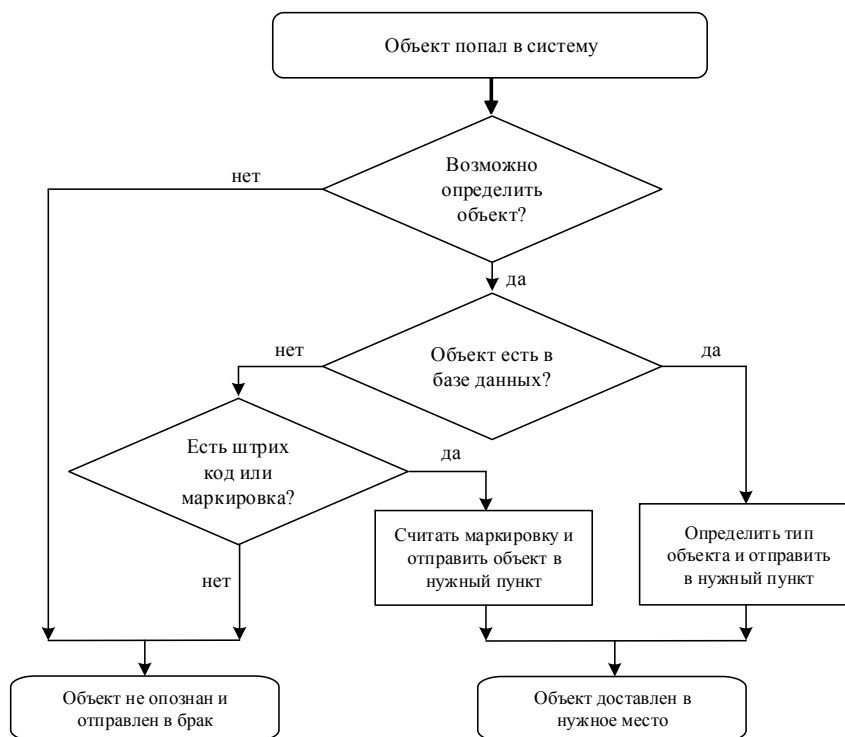 Объект попал в систему
Возможно
определить
объект?
нет
да
Объект есть в
базе данных?
нет
да
Есть штрих
код или
маркировка?
да
Считать маркировку и
отправить объект в
нужный пункт
Определить тип
объекта и отправить
в нужный пункт
нет
Объект не опознан и
отправлен в брак
Объект доставлен в
нужное место